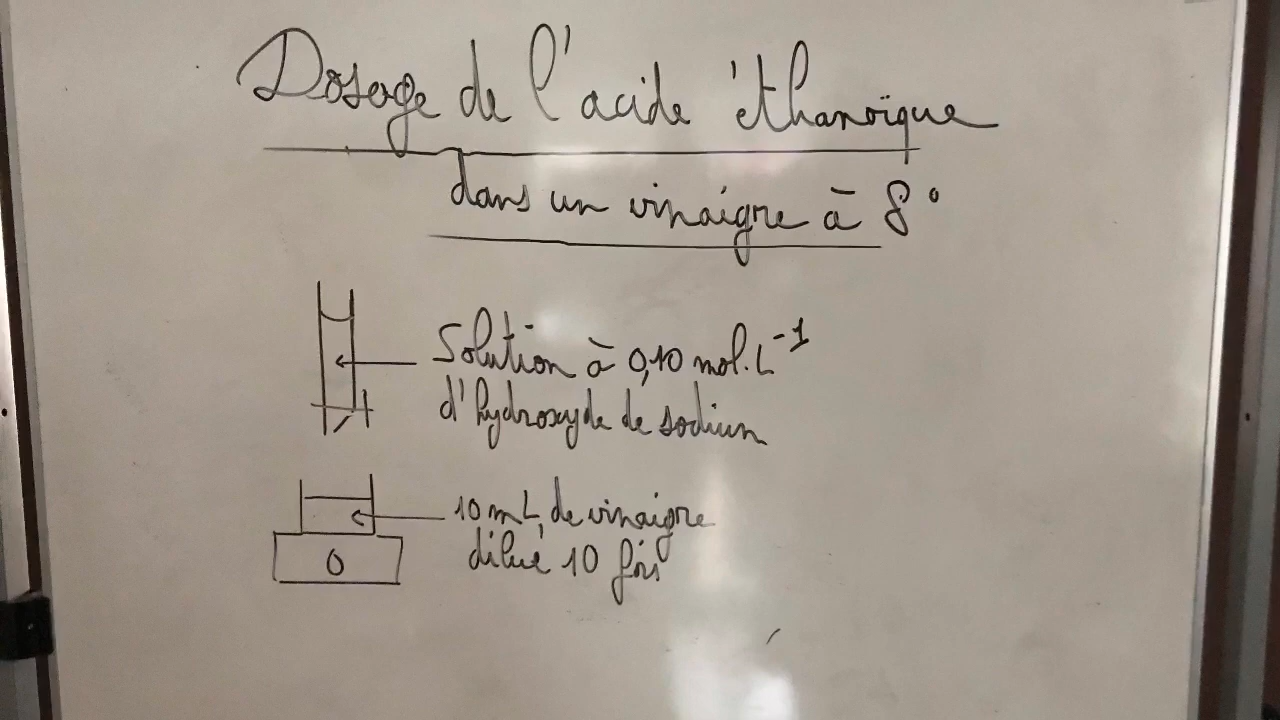 Dosage de l'acide éthanoïque
dans un vinaigre à 8°
Solution à 0,10 mol.L⁻¹
d'hydroxyde de sodium
10 mL de vinaigre
dilué 10 fois